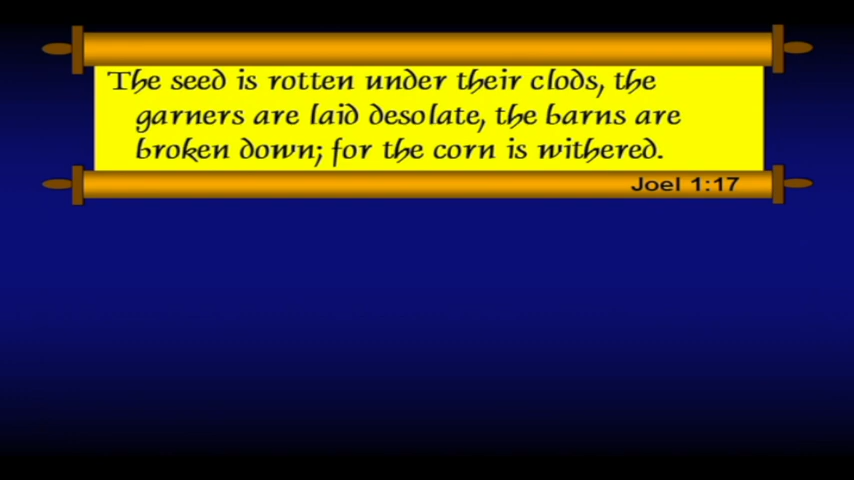 The seed is rotten under their clods, the
garners are laid desolate, the barns are
broken down; for the corn is withered.
Joel 1:17